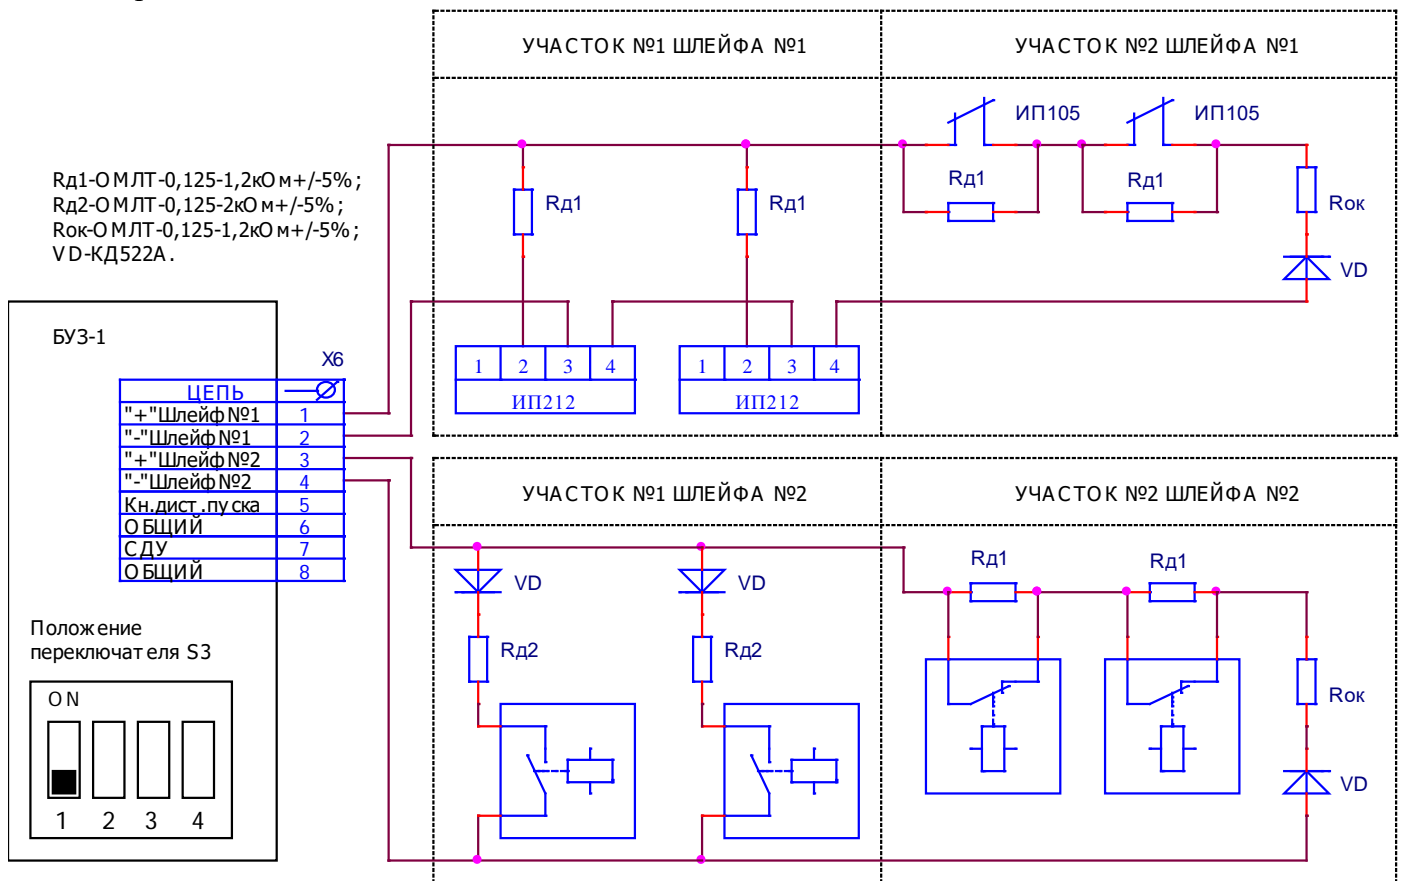 УЧАСТОК №1 ШЛЕЙФА №1
УЧАСТОК №2 ШЛЕЙФА №1
ИП105
ИП105
Rд1-ОМЛТ-0,125-1,2кОм+/-5%;
Rд2-ОМЛТ-0,125-2кОм+/-5%;
Rок-ОМЛТ-0,125-1,2кОм+/-5%;
VD-КД522А.
Rд1
Rд1
Rд1
Rд1
Rок
VD
БУЗ-1
X6
1 2 3 4
ИП212
1 2 3 4
ИП212
ЦЕПЬ
"+"Шлейф№1 1
"-"Шлейф№1 2
"+"Шлейф№2 3
"-"Шлейф№2 4
Кн.дист.пуска 5
ОБЩИЙ 6
СДУ 7
ОБЩИЙ 8
УЧАСТОК №1 ШЛЕЙФА №2
УЧАСТОК №2 ШЛЕЙФА №2
VD
VD
Rд1
Rд1
Rд2
Rд2
Rок
VD
Положение
переключателя S3
ON
1 2 3 4